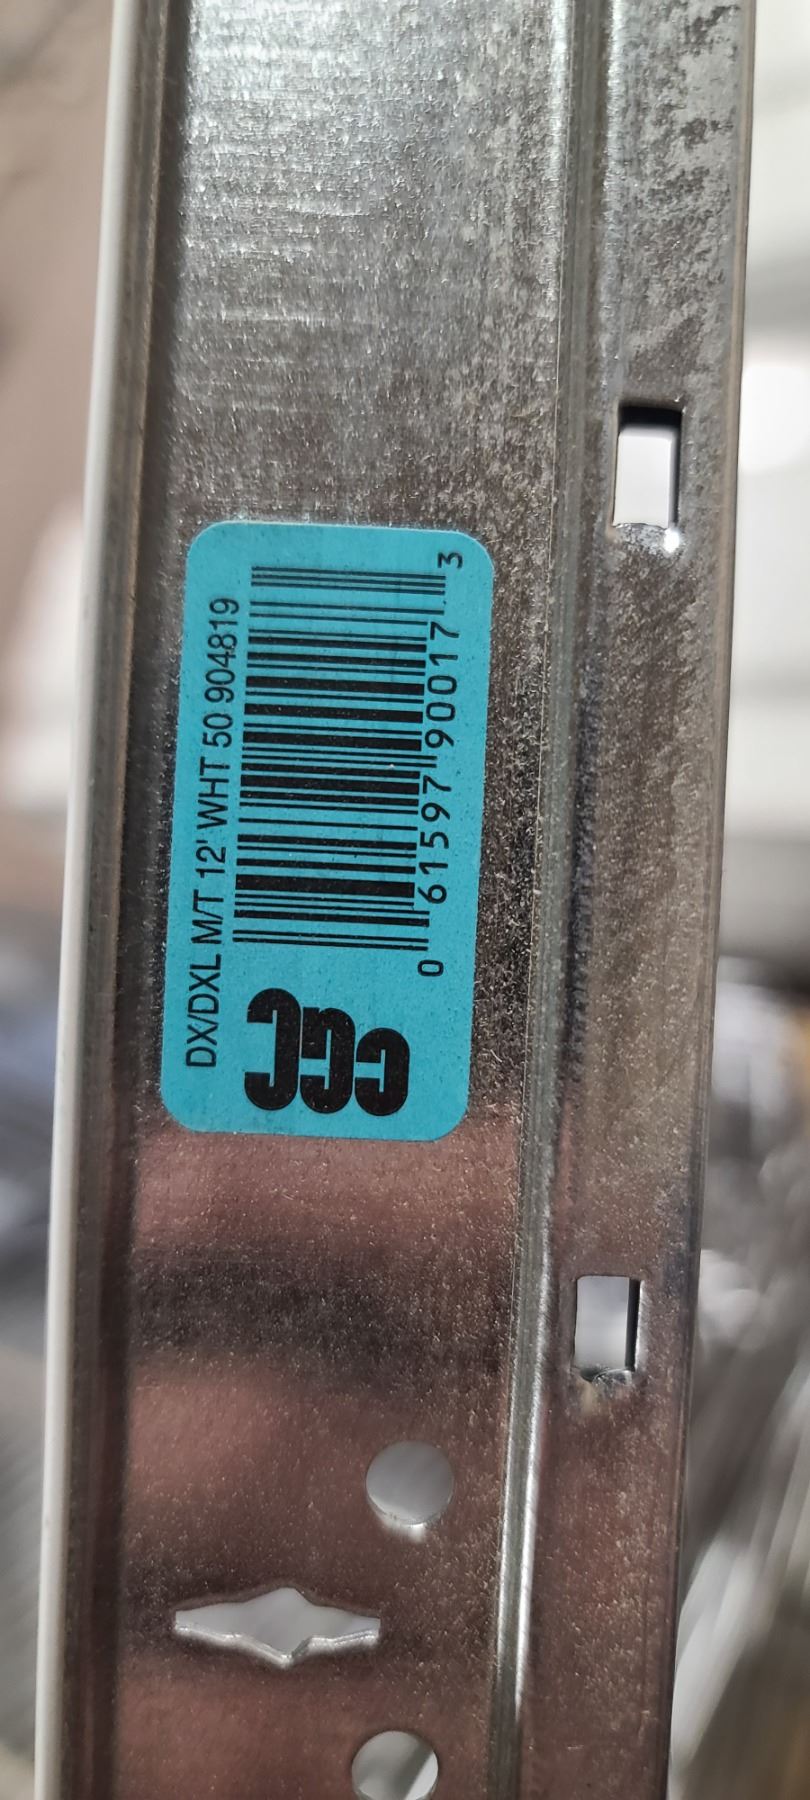 DX/DXL M/T 12' WHT 50 904819
0 61597 90017 3
CGC